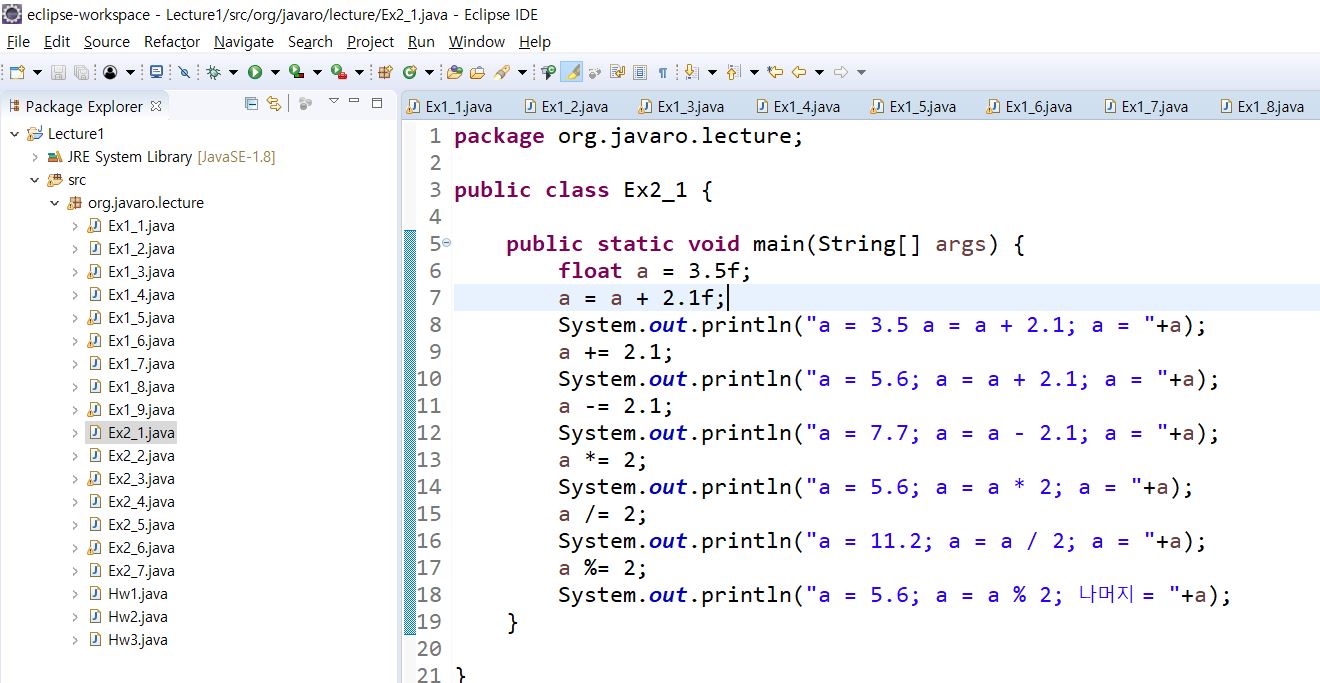 eclipse-workspace - Lecture1/src/org/javaro/lecture/Ex2_1.java - Eclipse IDE
File Edit Source Refactor Navigate Search Project Run Window Help
Package Explorer
Lecture1
JRE System Library [JavaSE-1.8]
src
org.javaro.lecture
Ex1_1.java
Ex1_2.java
Ex1_3.java
Ex1_4.java
Ex1_5.java
Ex1_6.java
Ex1_7.java
Ex1_8.java
Ex1_9.java
Ex2_1.java
Ex2_2.java
Ex2_3.java
Ex2_4.java
Ex2_5.java
Ex2_6.java
Ex2_7.java
Hw1.java
Hw2.java
Hw3.java
Ex1_1.java Ex1_2.java Ex1_3.java Ex1_4.java Ex1_5.java Ex1_6.java Ex1_7.java Ex1_8.java
1 package org.javaro.lecture;
2
3 public class Ex2_1 {
4
5 public static void main(String[] args) {
6 float a = 3.5f;
7 a = a + 2.1f;
8 System.out.println("a = 3.5 a = a + 2.1; a = "+a);
9 a += 2.1;
10 System.out.println("a = 5.6; a = a + 2.1; a = "+a);
11 a -= 2.1;
12 System.out.println("a = 7.7; a = a - 2.1; a = "+a);
13 a *= 2;
14 System.out.println("a = 5.6; a = a * 2; a = "+a);
15 a /= 2;
16 System.out.println("a = 11.2; a = a / 2; a = "+a);
17 a %= 2;
18 System.out.println("a = 5.6; a = a % 2; 나머지 = "+a);
19 }
20
21 }